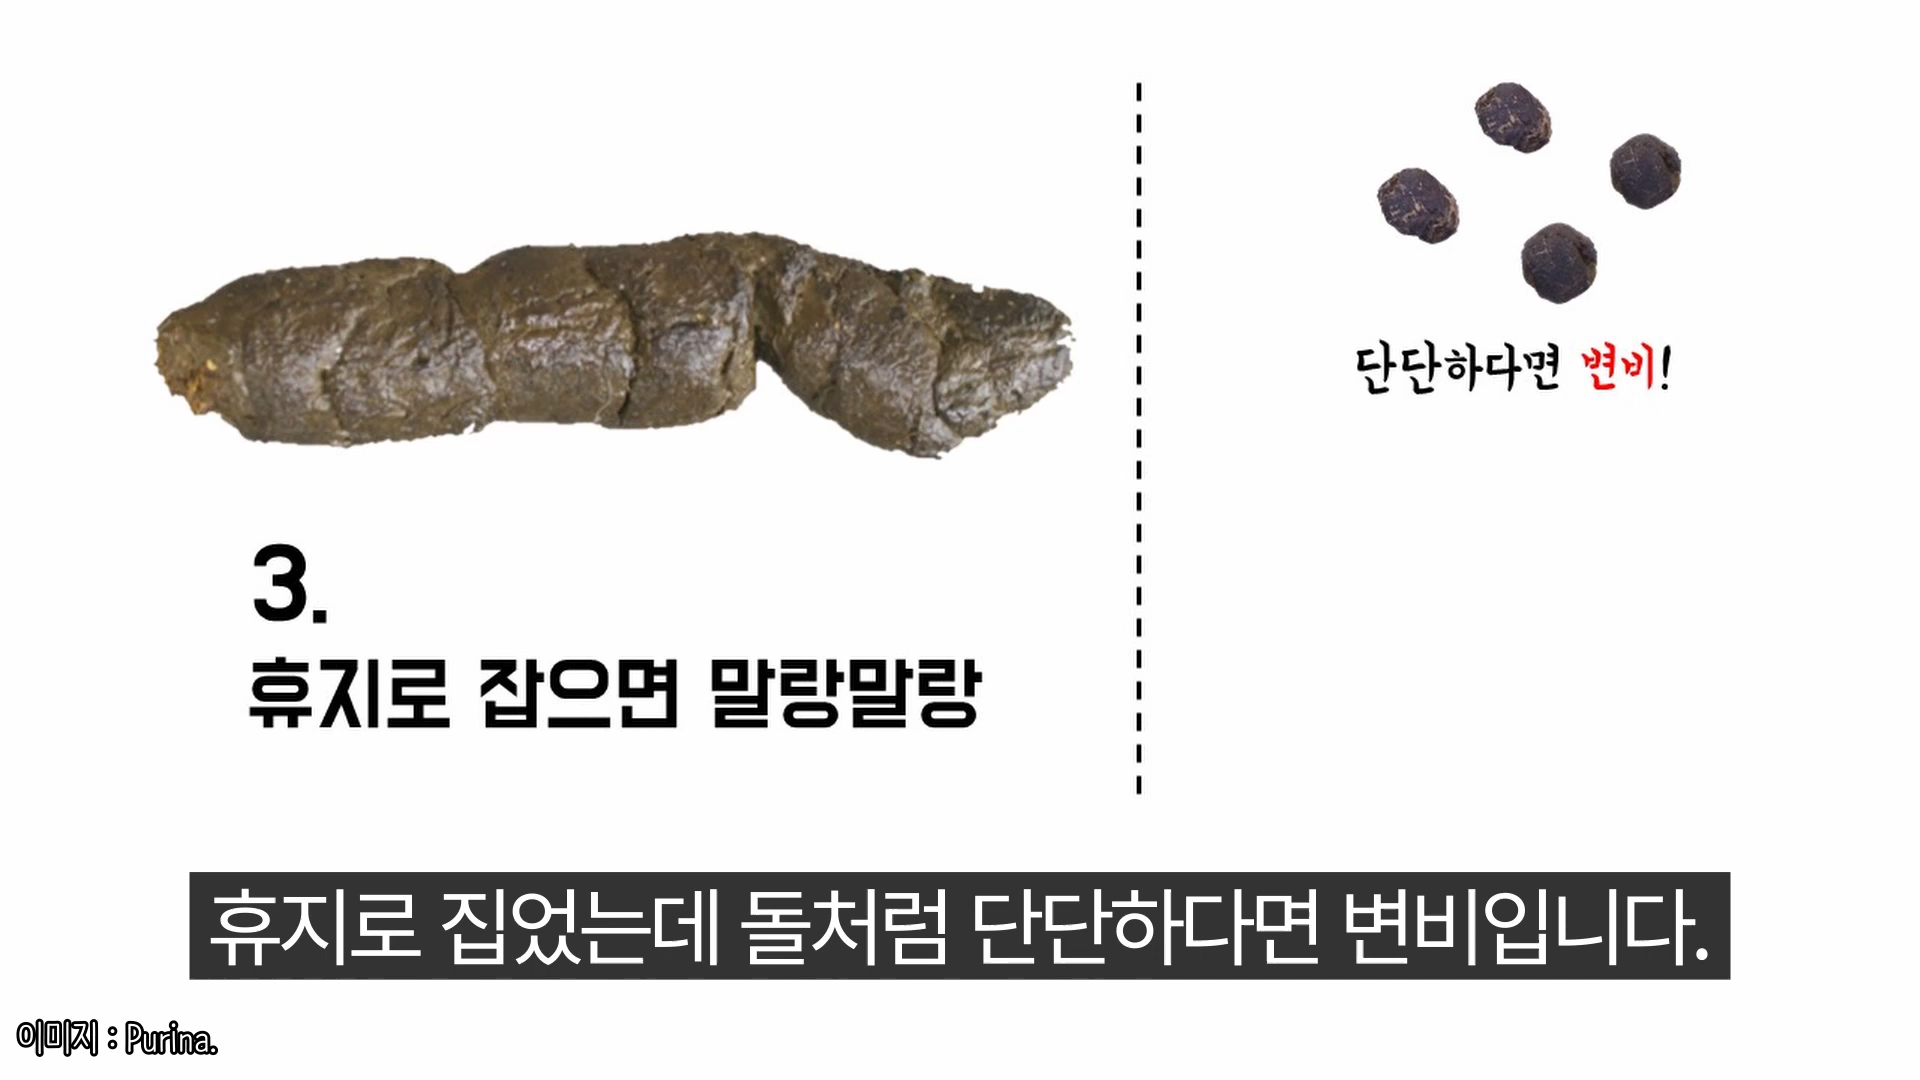 단단하다면 변비!
3.
휴지로 잡으면 말랑말랑
휴지로 집었는데 돌처럼 단단하다면 변비입니다.
이미지 : Purina.